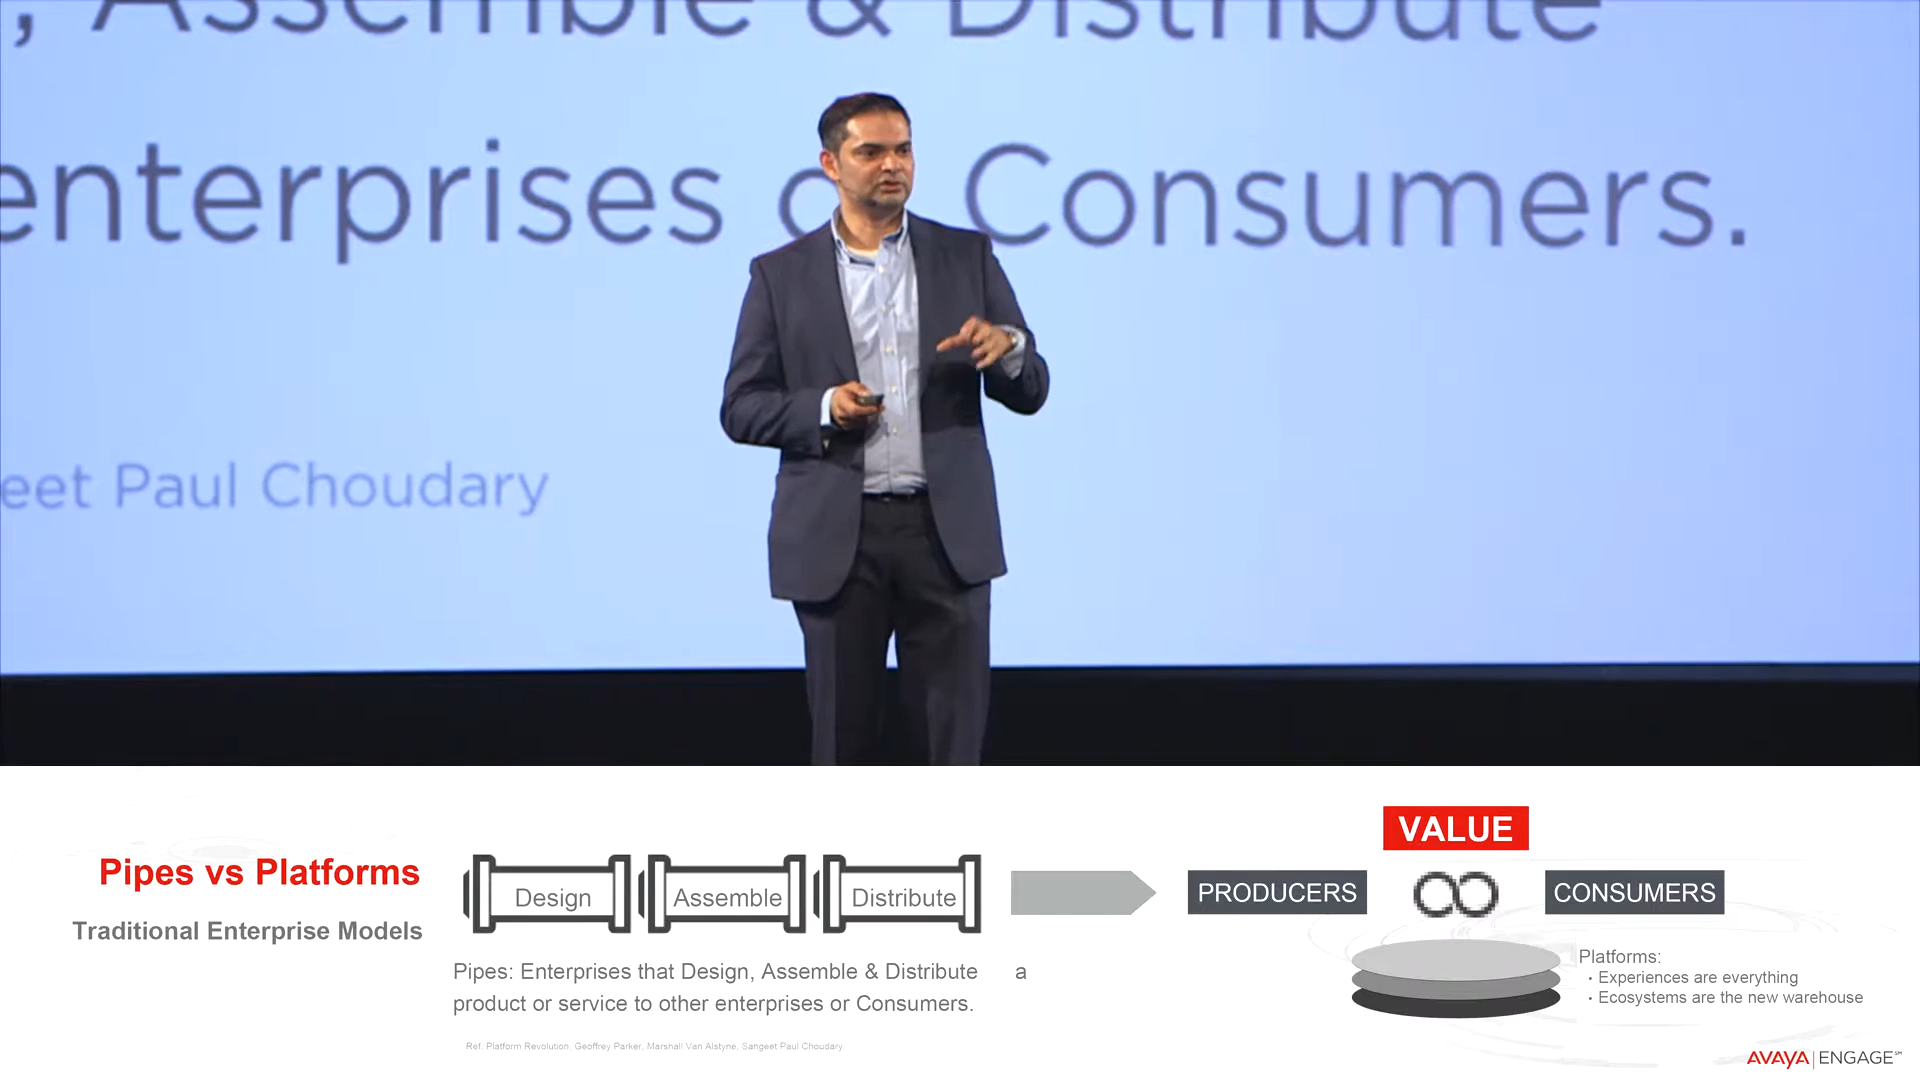 , Assemble & Distribute
enterprises o Consumers.
eet Paul Choudary
VALUE
Pipes vs Platforms
Design
Assemble
Distribute
PRODUCERS
CONSUMERS
Traditional Enterprise Models
Pipes: Enterprises that Design, Assemble & Distribute a
product or service to other enterprises or Consumers.
Platforms:
· Experiences are everything
· Ecosystems are the new warehouse
Ref. Platform Revolution; Geoffrey Parker, Marshall Van Alstyne, Sangeet Paul Choudary
AVAYA | ENGAGE℠